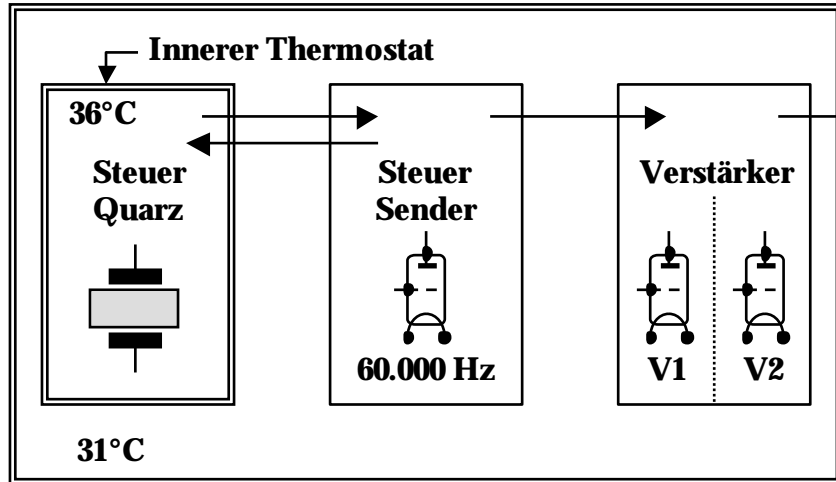 Innerer Thermostat
36°C
Steuer
Quarz
Steuer
Sender
60.000 Hz
Verstärker
V1
V2
31°C